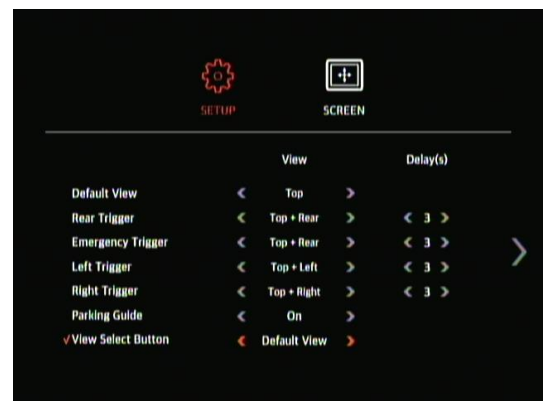 SETUP SCREEN
View Delay(s)
Default View < Top >
Rear Trigger < Top + Rear > < 3 >
Emergency Trigger < Top + Rear > < 3 >
Left Trigger < Top + Left > < 3 >
Right Trigger < Top + Right > < 3 >
Parking Guide < On >
✓View Select Button < Default View >